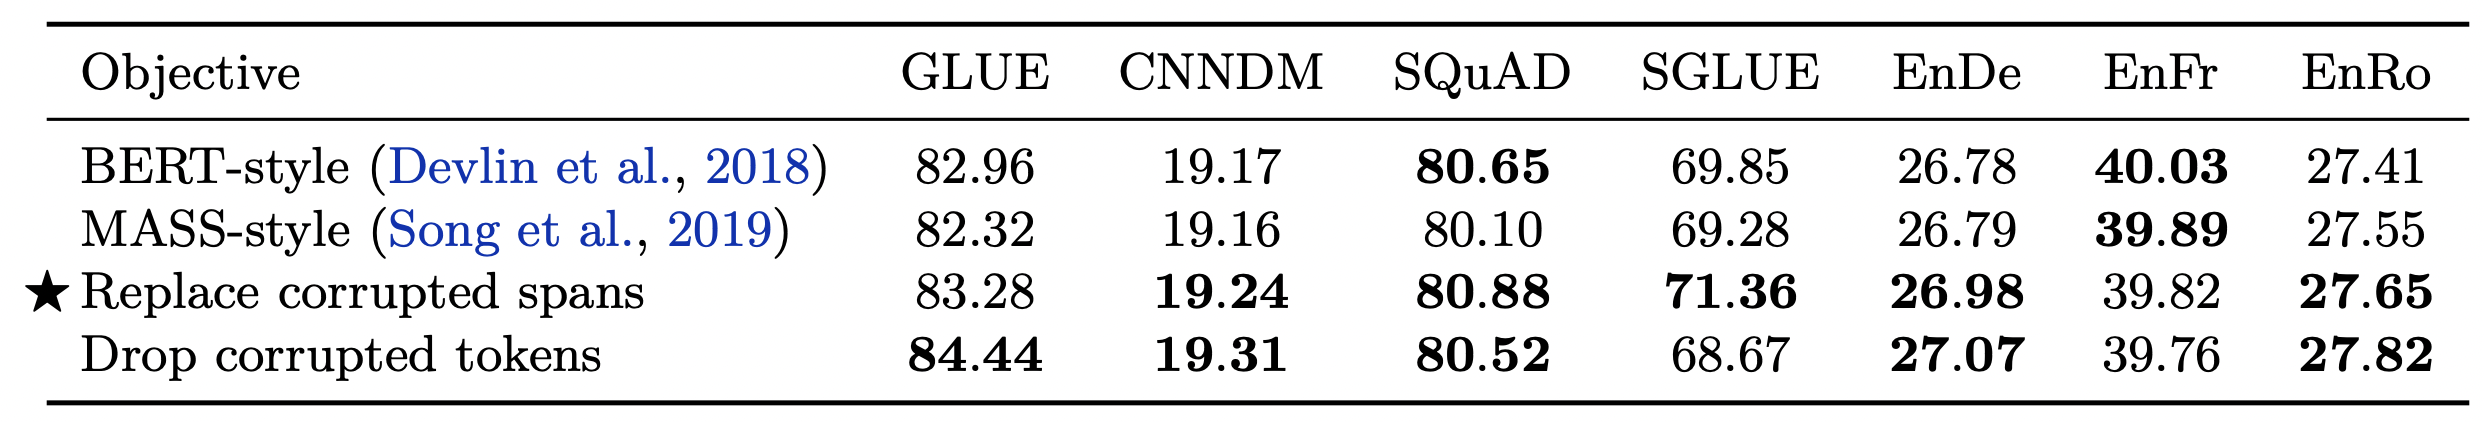 Objective GLUE CNNDM SQuAD SGLUE EnDe EnFr EnRo
BERT-style (Devlin et al., 2018) 82.96 19.17 80.65 69.85 26.78 40.03 27.41
MASS-style (Song et al., 2019) 82.32 19.16 80.10 69.28 26.79 39.89 27.55
★ Replace corrupted spans 83.28 19.24 80.88 71.36 26.98 39.82 27.65
Drop corrupted tokens 84.44 19.31 80.52 68.67 27.07 39.76 27.82